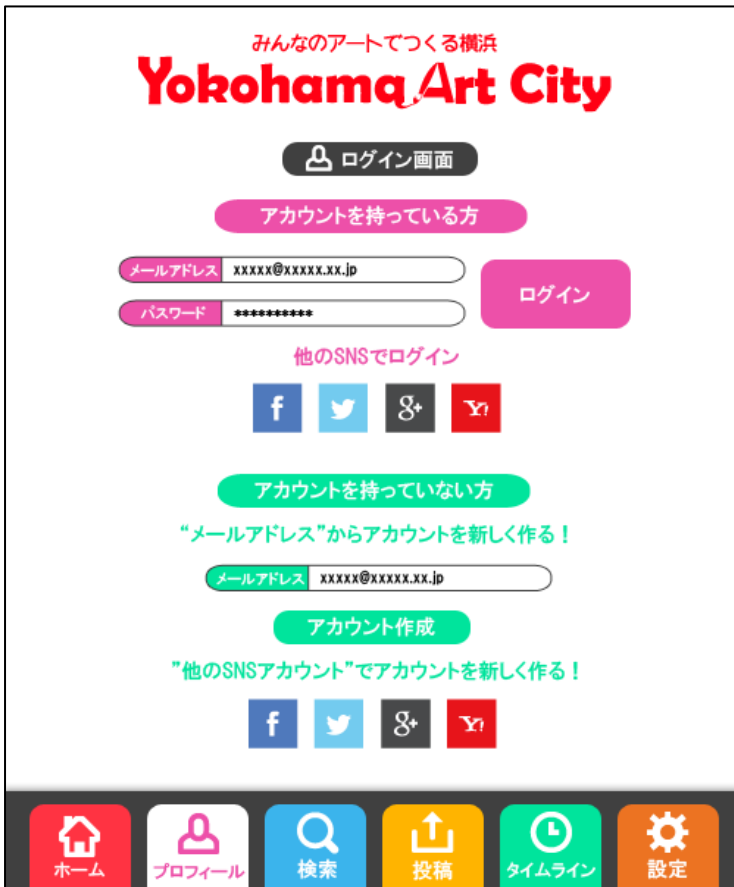 みんなのアートでつくる横浜
Yokohama Art City
ログイン画面
アカウントを持っている方
メールアドレス xxxxx@xxxxx.xx.jp
パスワード **********
ログイン
他のSNSでログイン
f g+ Y!
アカウントを持っていない方
“メールアドレス”からアカウントを新しく作る！
メールアドレス xxxxx@xxxxx.xx.jp
アカウント作成
”他のSNSアカウント”でアカウントを新しく作る！
f g+ Y!
ホーム プロフィール 検索 投稿 タイムライン 設定